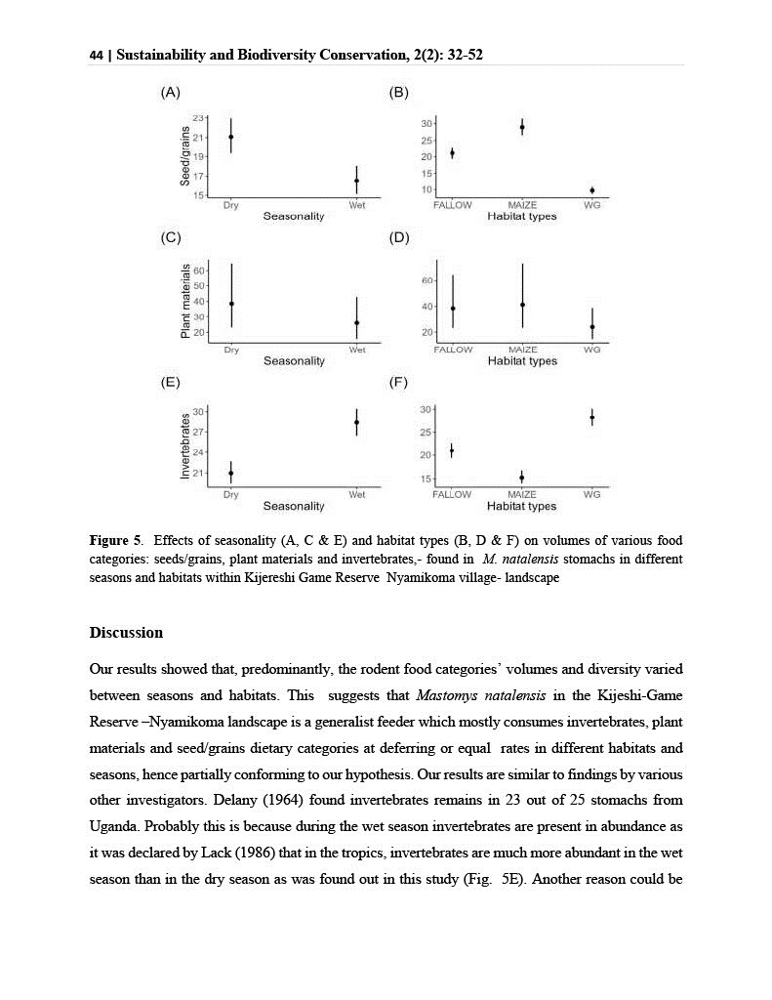 44 | Sustainability and Biodiversity Conservation, 2(2): 32-52
(A)
(B)
Seed/grains
23
21
19
17
15
Dry
Wet
Seasonality
30
25
20
15
10
FALLOW
MAIZE
WG
Habitat types
(C)
(D)
Plant materials
60
50
40
30
20
Dry
Wet
Seasonality
60
40
20
FALLOW
MAIZE
WG
Habitat types
(E)
(F)
Invertebrates
30
27
24
21
Dry
Wet
Seasonality
30
25
20
15
FALLOW
MAIZE
WG
Habitat types
Figure 5. Effects of seasonality (A, C & E) and habitat types (B, D & F) on volumes of various food
categories: seeds/grains, plant materials and invertebrates,- found in M. natalensis stomachs in different
seasons and habitats within Kijereshi Game Reserve Nyamikoma village- landscape
Discussion
Our results showed that, predominantly, the rodent food categories’ volumes and diversity varied
between seasons and habitats. This suggests that Mastomys natalensis in the Kijeshi-Game
Reserve –Nyamikoma landscape is a generalist feeder which mostly consumes invertebrates, plant
materials and seed/grains dietary categories at deferring or equal rates in different habitats and
seasons, hence partially conforming to our hypothesis. Our results are similar to findings by various
other investigators. Delany (1964) found invertebrates remains in 23 out of 25 stomachs from
Uganda. Probably this is because during the wet season invertebrates are present in abundance as
it was declared by Lack (1986) that in the tropics, invertebrates are much more abundant in the wet
season than in the dry season as was found out in this study (Fig. 5E). Another reason could be